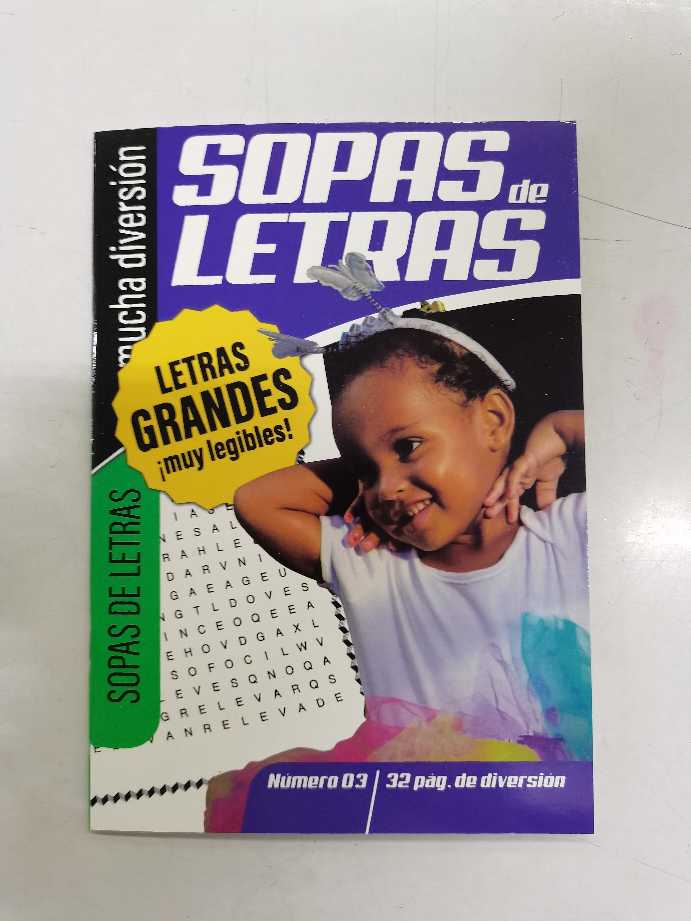 SOPAS de
LETRAS
mucha diversión
LETRAS
GRANDES
¡muy legibles!
SOPAS DE LETRAS
I A S E
N E S A L
R A H L E
D A R V N I
G A E A G E U
N G T L D O V E S
I N C E O Q E E A
E H O V D G A X L
S O F O C I L W V
L E V E S Q N O Q A
G R E L E V A R Q S
V A N R E L E V A D E
Número 03 | 32 pág. de diversión